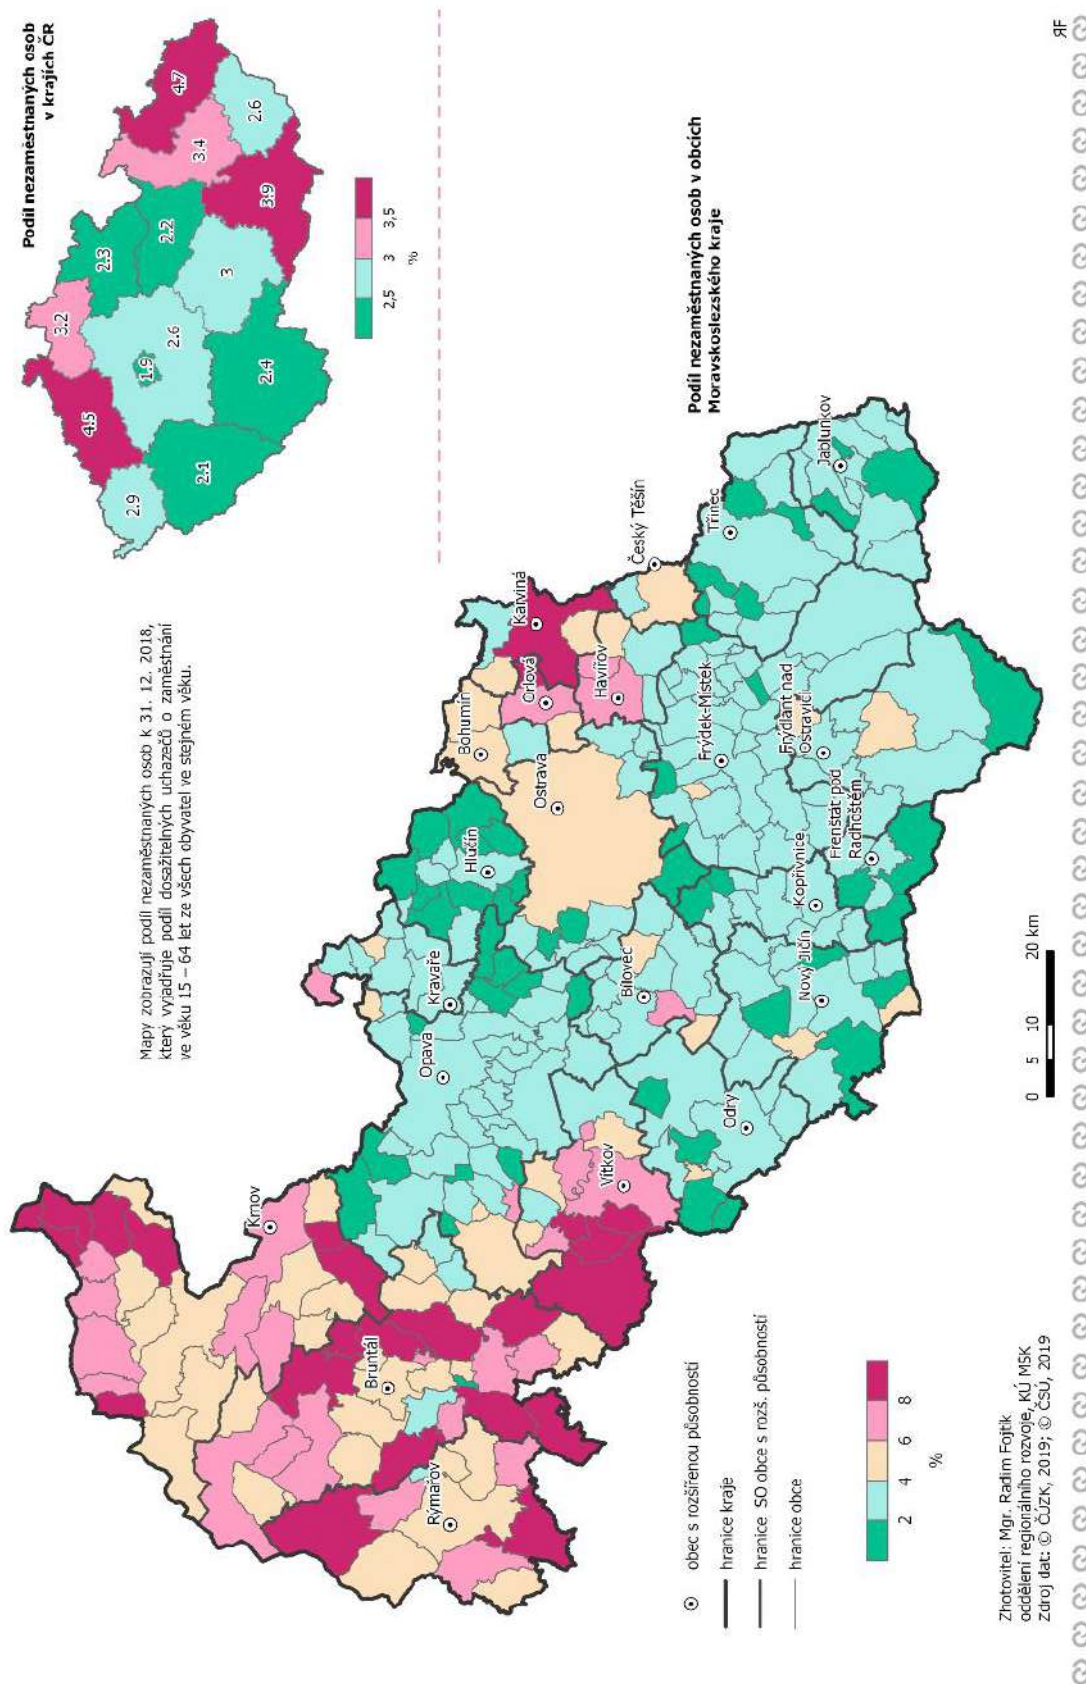 Podíl nezaměstnaných osob
v krajích ČR
4.5
3.2
2.9
2.1
1.9
2.6
2.3
2.2
2.4
3
3.4
4.7
3.9
2.6
2,5
3
3,5
%
Mapy zobrazují podíl nezaměstnaných osob k 31. 12. 2018,
který vyjadřuje podíl dosažitelných uchazečů o zaměstnání
ve věku 15 – 64 let ze všech obyvatel ve stejném věku.
Podíl nezaměstnaných osob v obcích
Moravskoslezského kraje
Krnov
Bruntál
Rýmařov
Opava
Kravaře
Hlučín
Bohumín
Orlová
Karviná
Havířov
Ostrava
Český Těšín
Třinec
Jablunkov
Vítkov
Bílovec
Odry
Nový Jičín
Kopřivnice
Frenštát pod
Radhoštěm
Frýdek-Místek
Frýdlant nad
Ostravicí
obec s rozšířenou působností
hranice kraje
hranice SO obce s rozš. působností
hranice obce
2
4
6
8
%
0
5
10
20 km
Zhotovitel: Mgr. Radim Fojtík
oddělení regionálního rozvoje, KÚ MSK
Zdroj dat: © ČÚZK, 2019; © ČSÚ, 2019